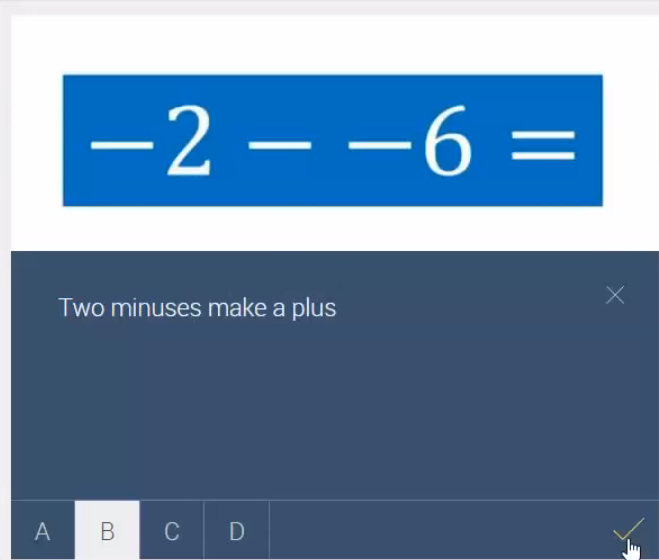 −2 − −6 =
Two minuses make a plus
A B C D